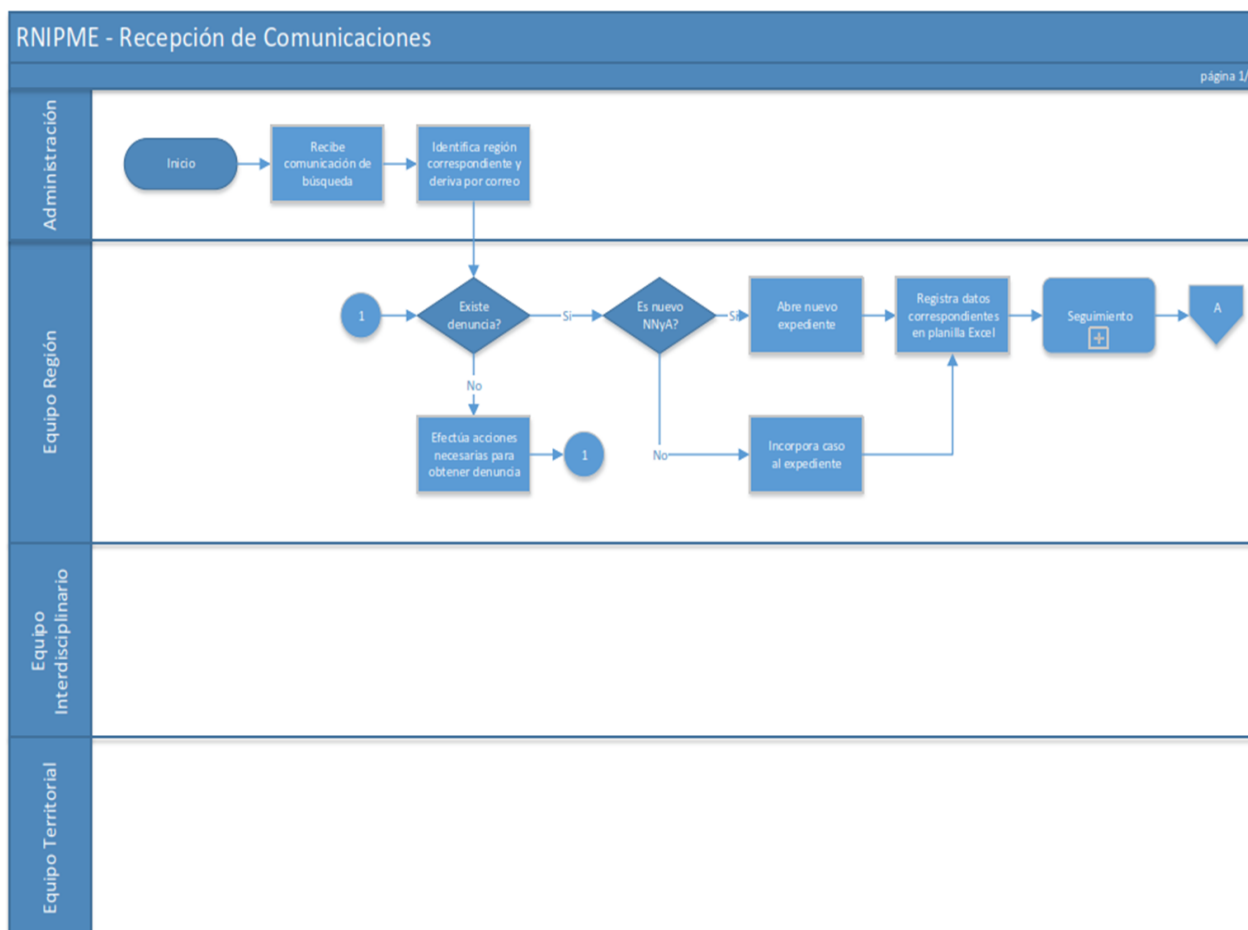 RNIPME - Recepción de Comunicaciones
página 1/
Administración
Inicio
Recibe
comunicación de
búsqueda
Identifica región
correspondiente y
deriva por correo
Equipo Región
1
Existe
denuncia?
Si
Es nuevo
NNyA?
Si
Abre nuevo
expediente
Registra datos
correspondientes
en planilla Excel
Seguimiento
A
No
Efectúa acciones
necesarias para
obtener denuncia
1
No
Incorpora caso
al expediente
Equipo
Interdisciplinario
Equipo Territorial